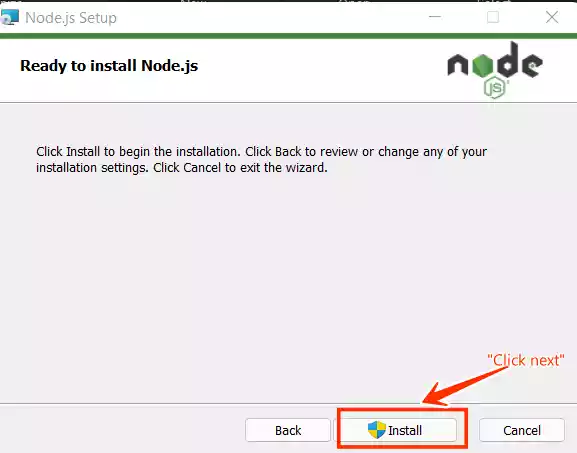 Node.js Setup
Ready to install Node.js
node
JS
Click Install to begin the installation. Click Back to review or change any of your
installation settings. Click Cancel to exit the wizard.
"Click next"
Back
Install
Cancel